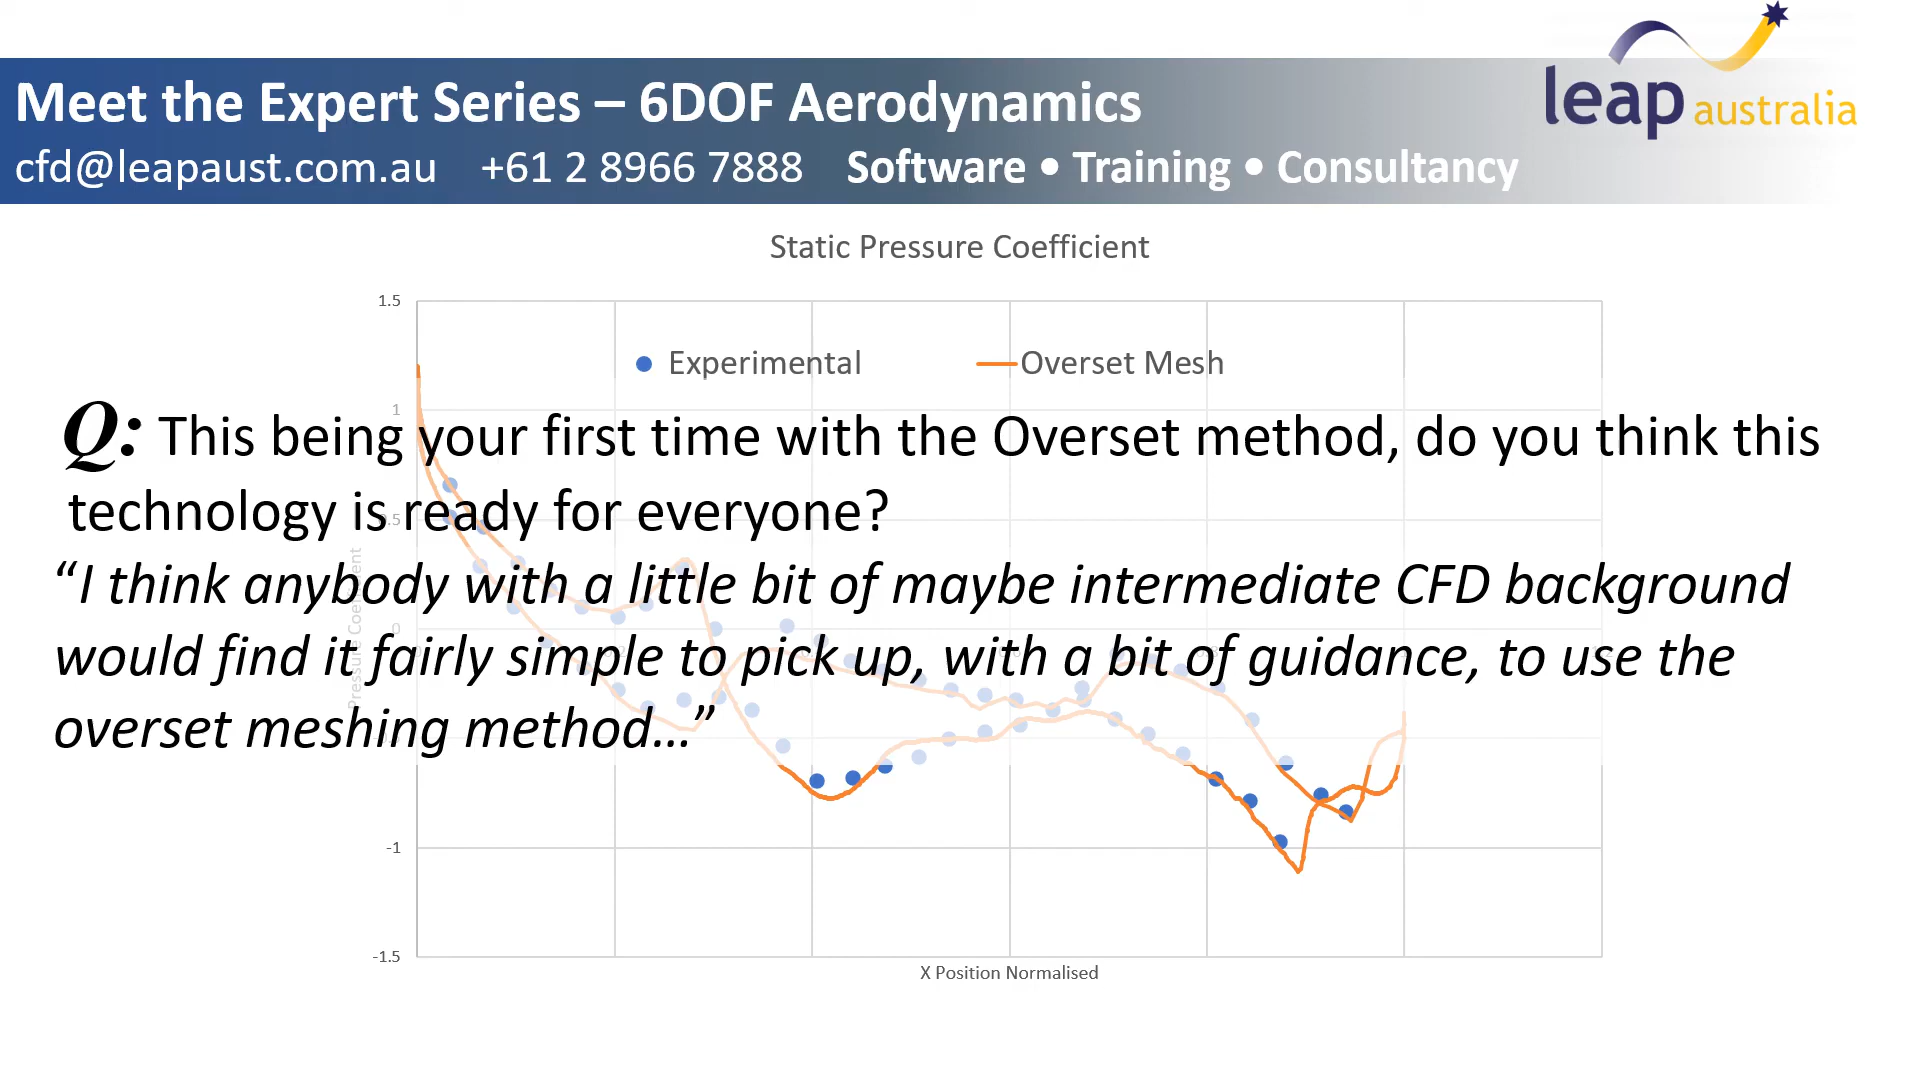 Meet the Expert Series – 6DOF Aerodynamics
cfd@leapaust.com.au +61 2 8966 7888 Software • Training • Consultancy
leap australia
Static Pressure Coefficient
1.5
Experimental
Overset Mesh
1
Q: This being your first time with the Overset method, do you think this
technology is ready for everyone?
“I think anybody with a little bit of maybe intermediate CFD background
would find it fairly simple to pick up, with a bit of guidance, to use the
overset meshing method…”
Pressure Coefficient
0
-1
-1.5
X Position Normalised